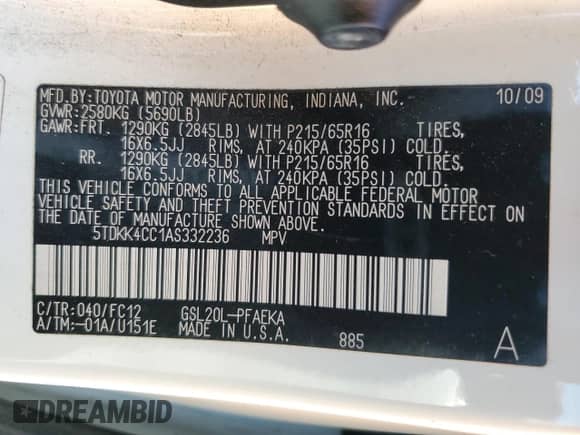 MFD.BY:TOYOTA MOTOR MANUFACTURING, INDIANA, INC. 10/09
GVWR:2580KG (5690LB)
GAWR:FRT. 1290KG (2845LB) WITH P215/65R16 TIRES,
16X6.5JJ RIMS, AT 240KPA (35PSI) COLD.
RR. 1290KG (2845LB) WITH P215/65R16 TIRES,
16X6.5JJ RIMS, AT 240KPA (35PSI) COLD.
THIS VEHICLE CONFORMS TO ALL APPLICABLE FEDERAL MOTOR
VEHICLE SAFETY AND THEFT PREVENTION STANDARDS IN EFFECT ON
THE DATE OF MANUFACTURE SHOWN ABOVE.
5TDKK4CC1AS332236 MPV
C/TR:040/FC12 GSL20L-PFAEKA
A/TM:-01A/U151E MADE IN U.S.A. 885 A
DREAMBID